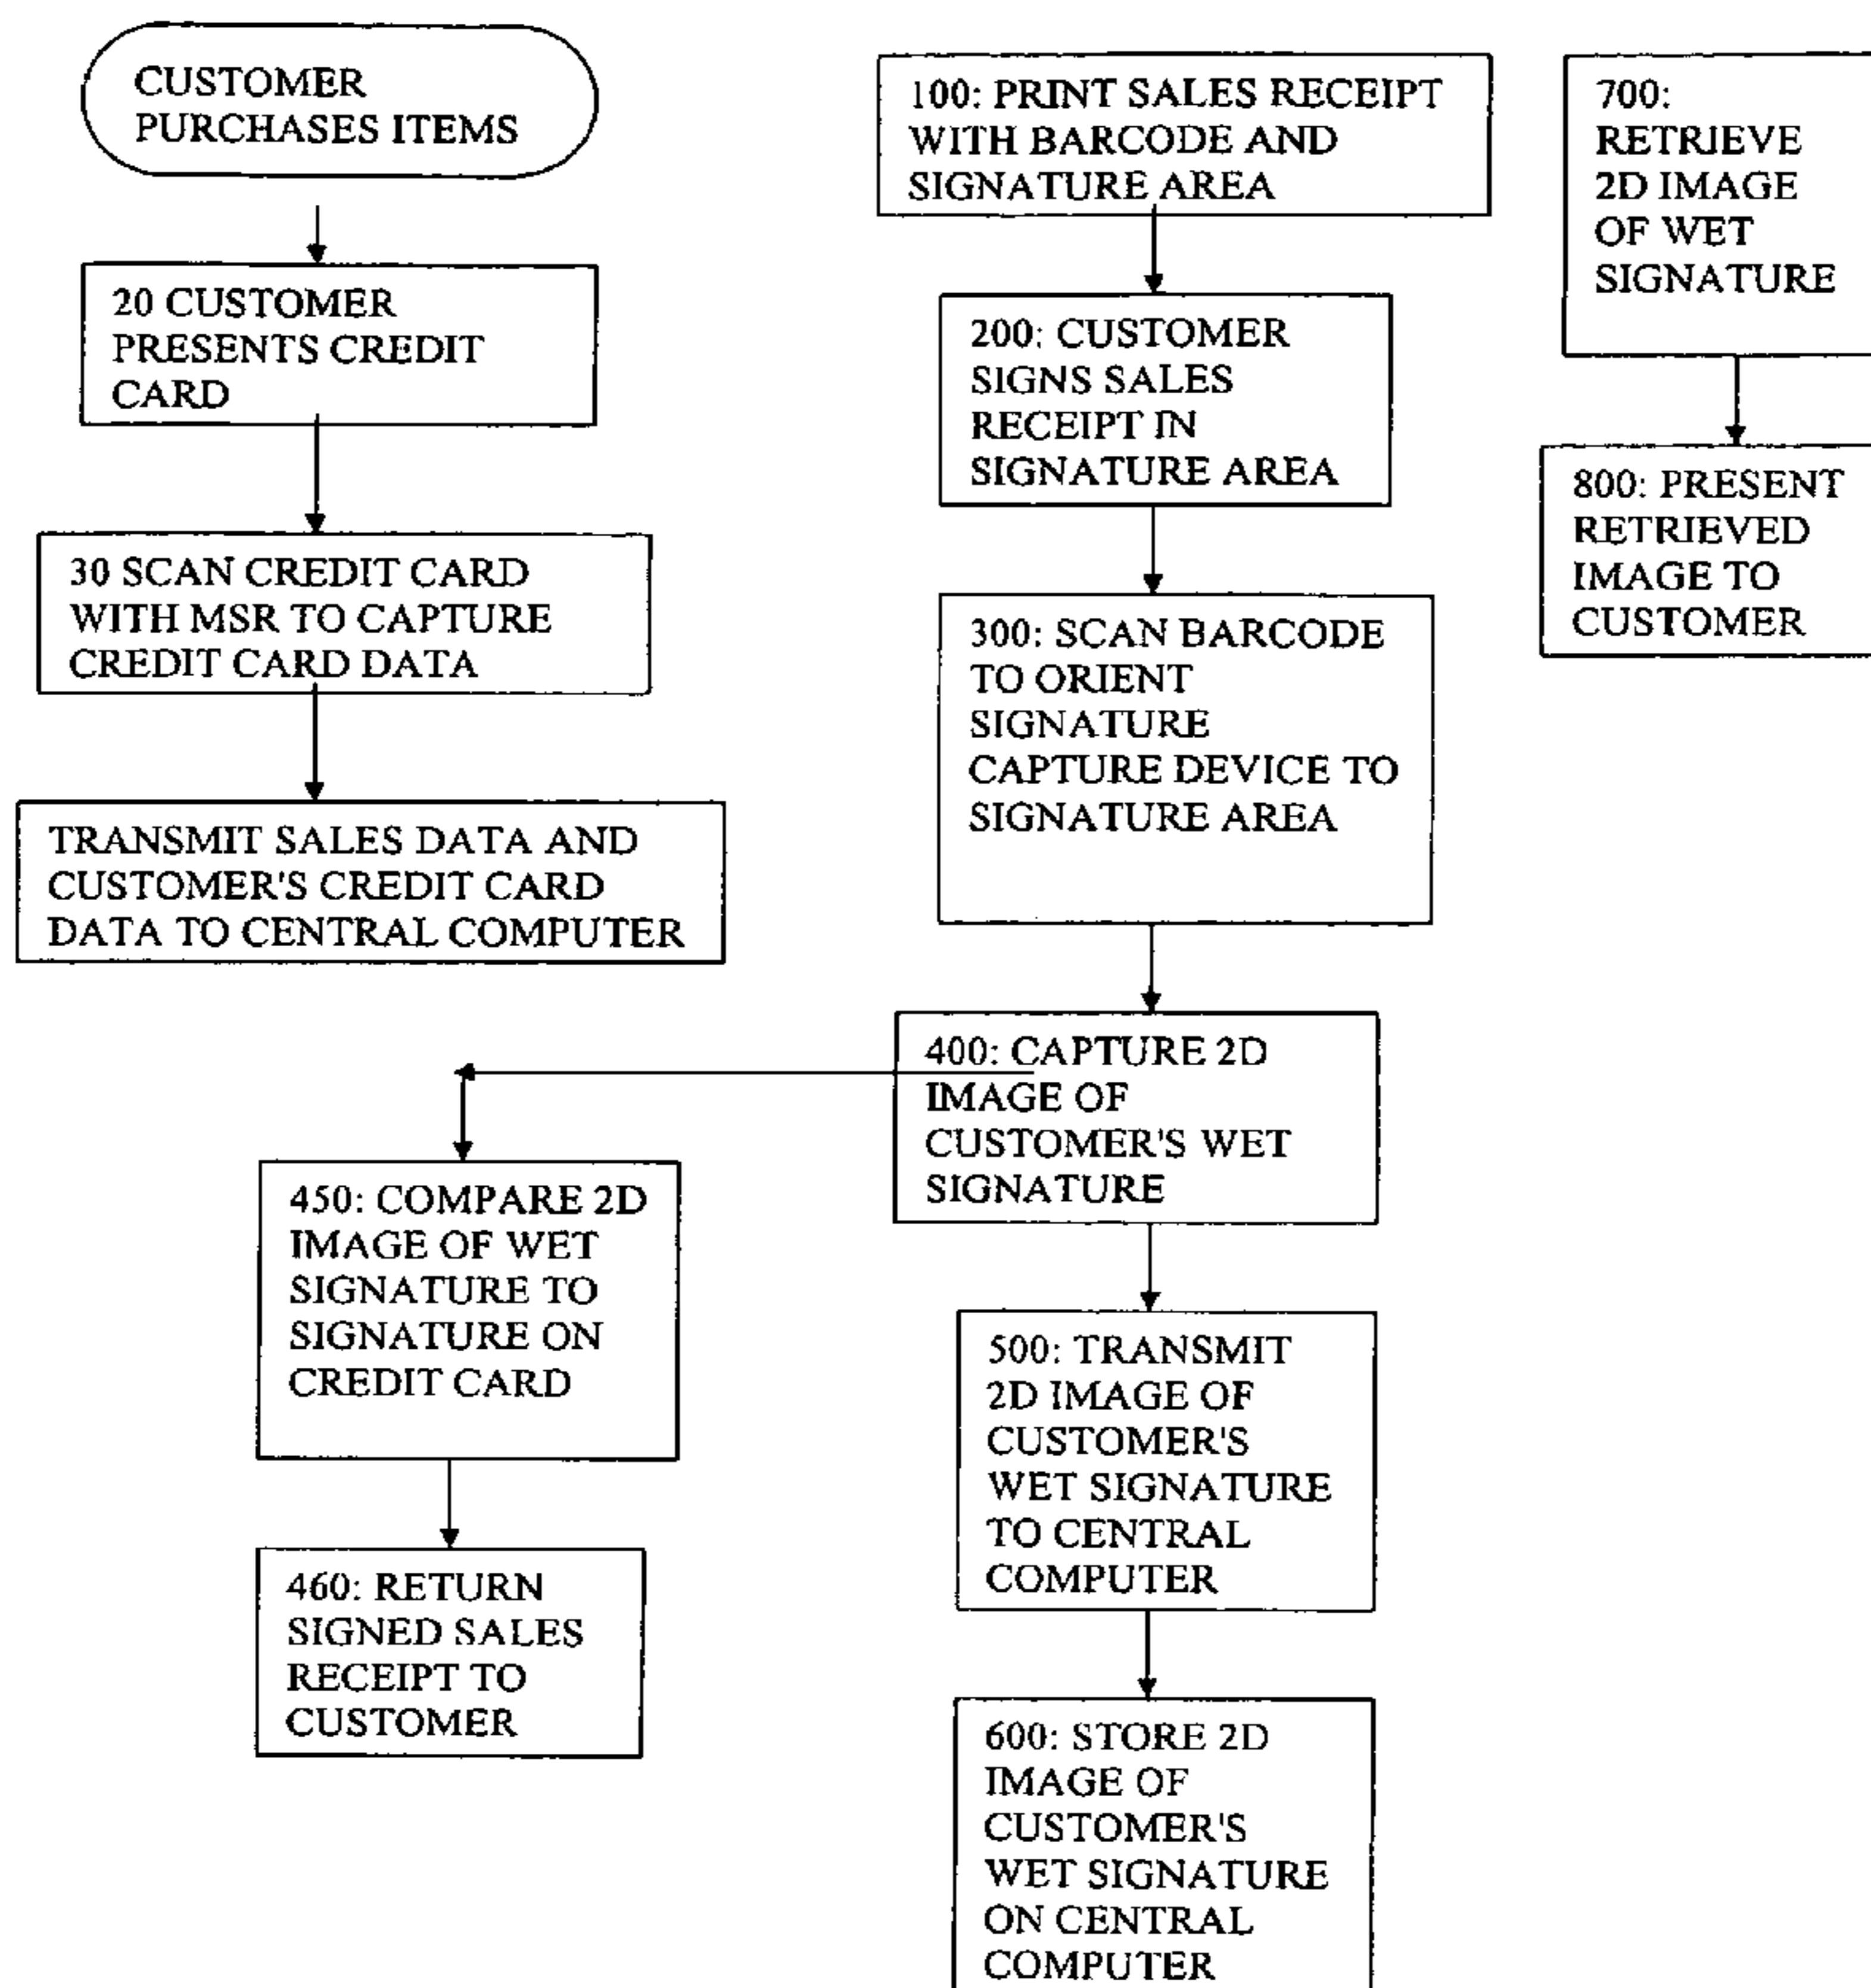 CUSTOMER
PURCHASES ITEMS
20 CUSTOMER
PRESENTS CREDIT
CARD
30 SCAN CREDIT CARD
WITH MSR TO CAPTURE
CREDIT CARD DATA
TRANSMIT SALES DATA AND
CUSTOMER'S CREDIT CARD
DATA TO CENTRAL COMPUTER
100: PRINT SALES RECEIPT
WITH BARCODE AND
SIGNATURE AREA
200: CUSTOMER
SIGNS SALES
RECEIPT IN
SIGNATURE AREA
300: SCAN BARCODE
TO ORIENT
SIGNATURE
CAPTURE DEVICE TO
SIGNATURE AREA
400: CAPTURE 2D
IMAGE OF
CUSTOMER'S WET
SIGNATURE
450: COMPARE 2D
IMAGE OF WET
SIGNATURE TO
SIGNATURE ON
CREDIT CARD
460: RETURN
SIGNED SALES
RECEIPT TO
CUSTOMER
500: TRANSMIT
2D IMAGE OF
CUSTOMER'S
WET SIGNATURE
TO CENTRAL
COMPUTER
600: STORE 2D
IMAGE OF
CUSTOMER'S
WET SIGNATURE
ON CENTRAL
COMPUTER
700:
RETRIEVE
2D IMAGE
OF WET
SIGNATURE
800: PRESENT
RETRIEVED
IMAGE TO
CUSTOMER